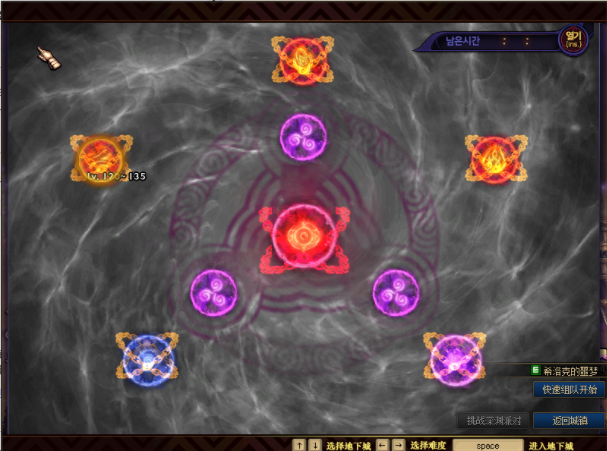 남은시간 : :
열기
(ins.)
希洛克的噩梦
快速组队开始
挑战深渊派对
返回城镇
↑ ↓ 选择地下城 ← → 选择难度 space 进入地下城